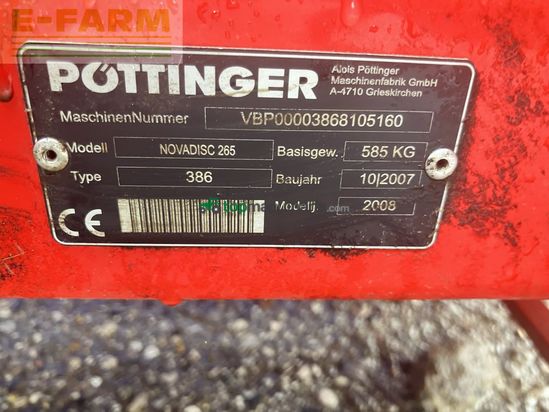 E-FARM
PÖTTINGER
Alois Pöttinger
Maschinenfabrik GmbH
A-4710 Grieskirchen
MaschinenNummer VBP00003868105160
Modell NOVADISC 265 Basisgew. 585 KG
Type 386 Baujahr 10|2007
CE Modellj. 2008